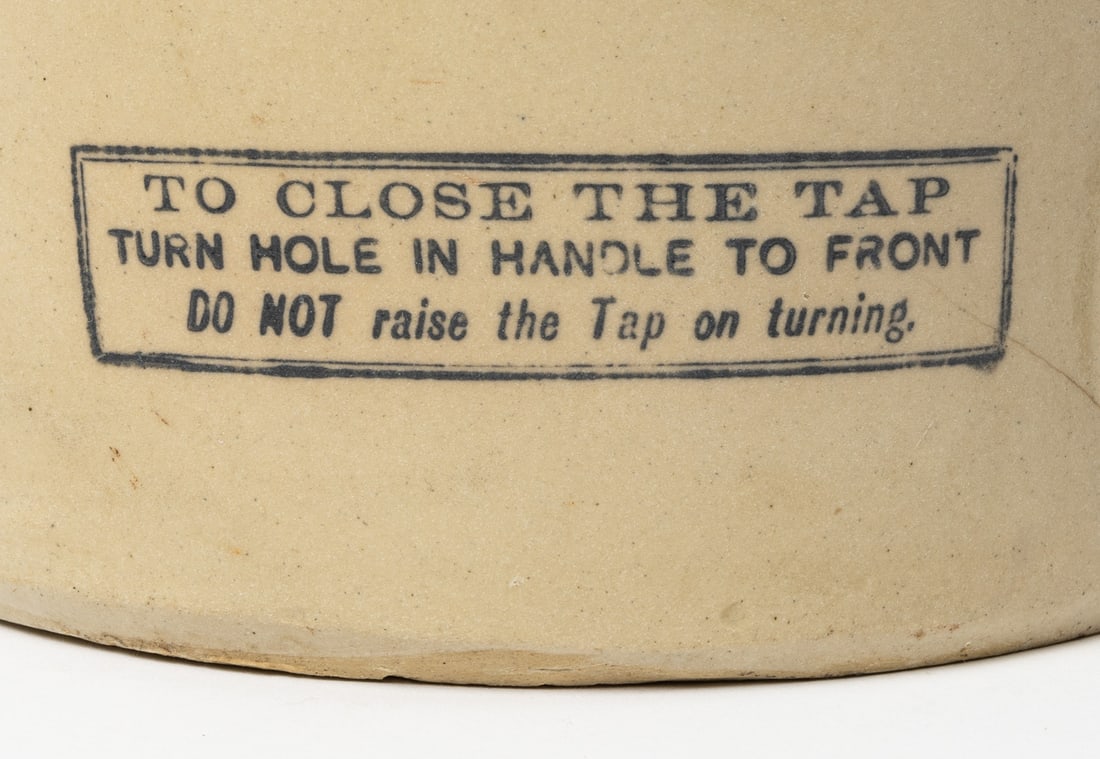 TO CLOSE THE TAP
TURN HOLE IN HANDLE TO FRONT
DO NOT raise the Tap on turning.